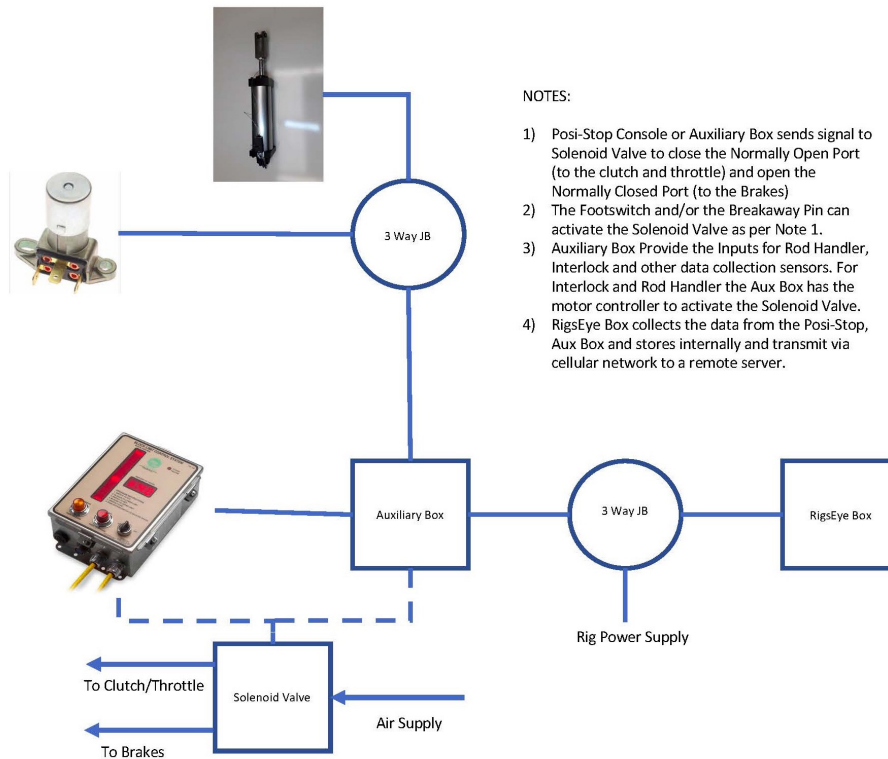 NOTES:
1) Posi-Stop Console or Auxiliary Box sends signal to
Solenoid Valve to close the Normally Open Port
(to the clutch and throttle) and open the
Normally Closed Port (to the Brakes)
2) The Footswitch and/or the Breakaway Pin can
activate the Solenoid Valve as per Note 1.
3) Auxiliary Box Provide the Inputs for Rod Handler,
Interlock and other data collection sensors. For
Interlock and Rod Handler the Aux Box has the
motor controller to activate the Solenoid Valve.
4) RigsEye Box collects the data from the Posi-Stop,
Aux Box and stores internally and transmit via
cellular network to a remote server.
3 Way JB
Auxiliary Box
3 Way JB
RigsEye Box
Rig Power Supply
To Clutch/Throttle
Solenoid Valve
Air Supply
To Brakes